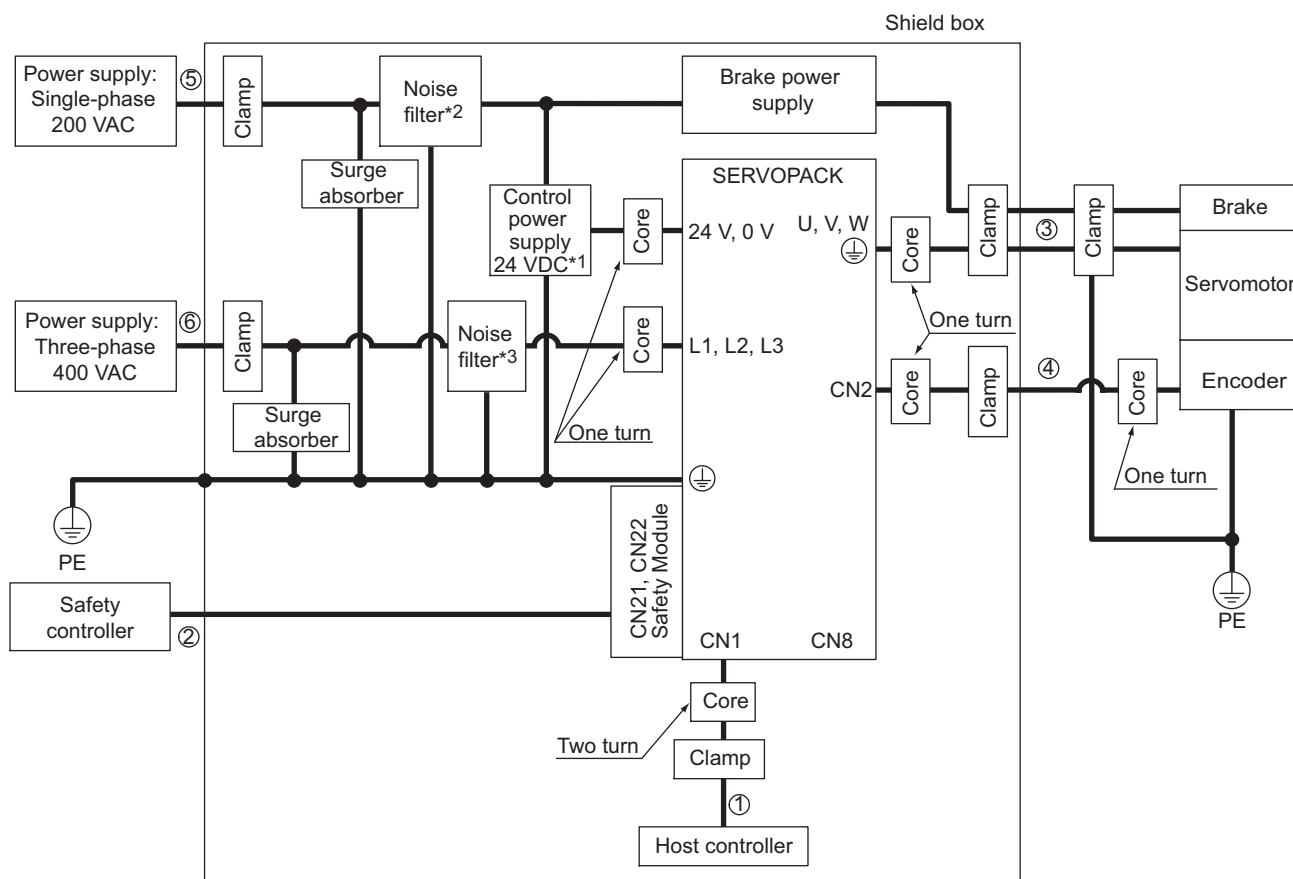 Shield box
Power supply:
Single-phase
200 VAC
⑤
Clamp
Noise
filter*2
Brake power
supply
Surge
absorber
SERVOPACK
Control
power
supply
24 VDC*1
Core
24 V, 0 V
U, V, W
Core
Clamp
③
Clamp
Brake
Servomotor
Power supply:
Three-phase
400 VAC
⑥
Clamp
Noise
filter*3
Core
L1, L2, L3
One turn
Surge
absorber
One turn
CN2
Core
Clamp
④
Core
Encoder
One turn
PE
CN21, CN22
Safety Module
PE
Safety
controller
②
CN1
CN8
Core
Two turn
Clamp
①
Host controller